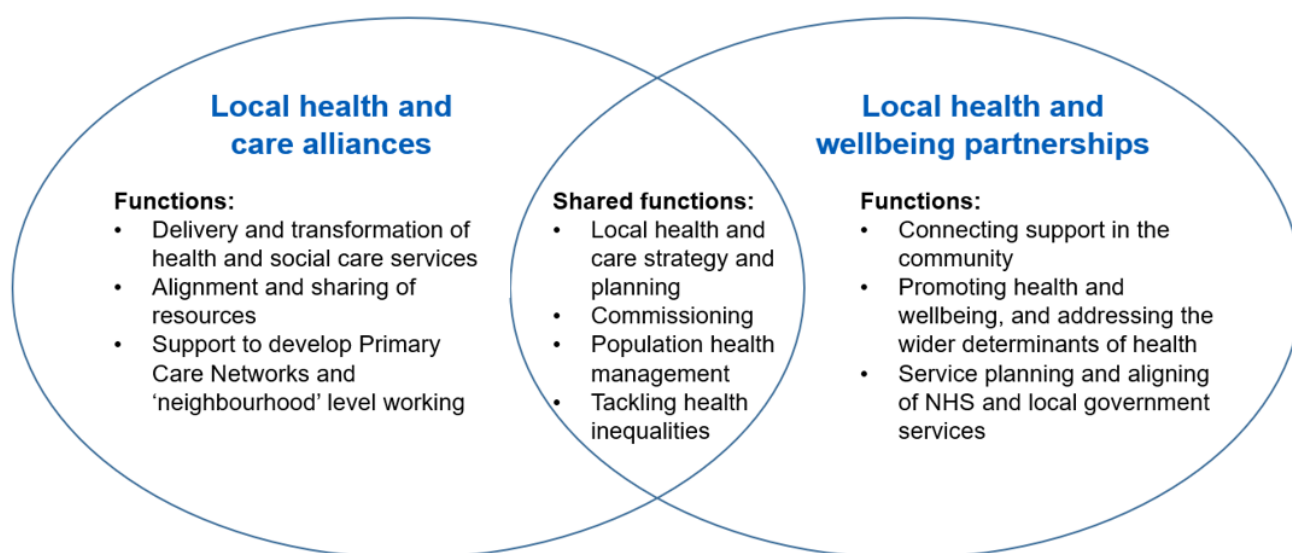 Local health and
care alliances
Functions:
• Delivery and transformation of
health and social care services
• Alignment and sharing of
resources
• Support to develop Primary
Care Networks and
‘neighbourhood’ level working
Shared functions:
• Local health and
care strategy and
planning
• Commissioning
• Population health
management
• Tackling health
inequalities
Local health and
wellbeing partnerships
Functions:
• Connecting support in the
community
• Promoting health and
wellbeing, and addressing the
wider determinants of health
• Service planning and aligning
of NHS and local government
services